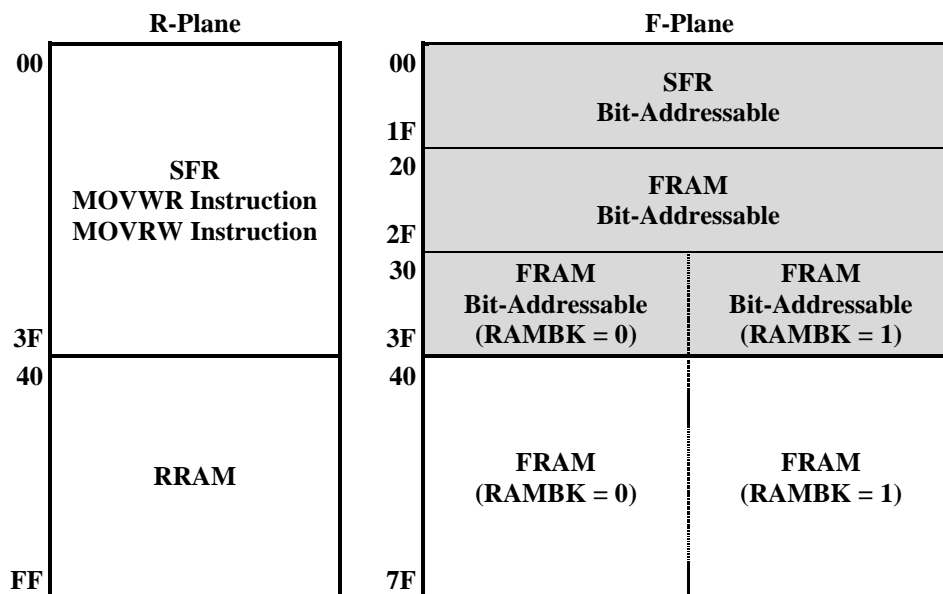 R-Plane
00
SFR
MOVWR Instruction
MOVRW Instruction
3F
40
RRAM
FF
F-Plane
00
SFR
Bit-Addressable
1F
20
FRAM
Bit-Addressable
2F
30
FRAM
Bit-Addressable
(RAMBK = 0)
FRAM
Bit-Addressable
(RAMBK = 1)
3F
40
FRAM
(RAMBK = 0)
FRAM
(RAMBK = 1)
7F